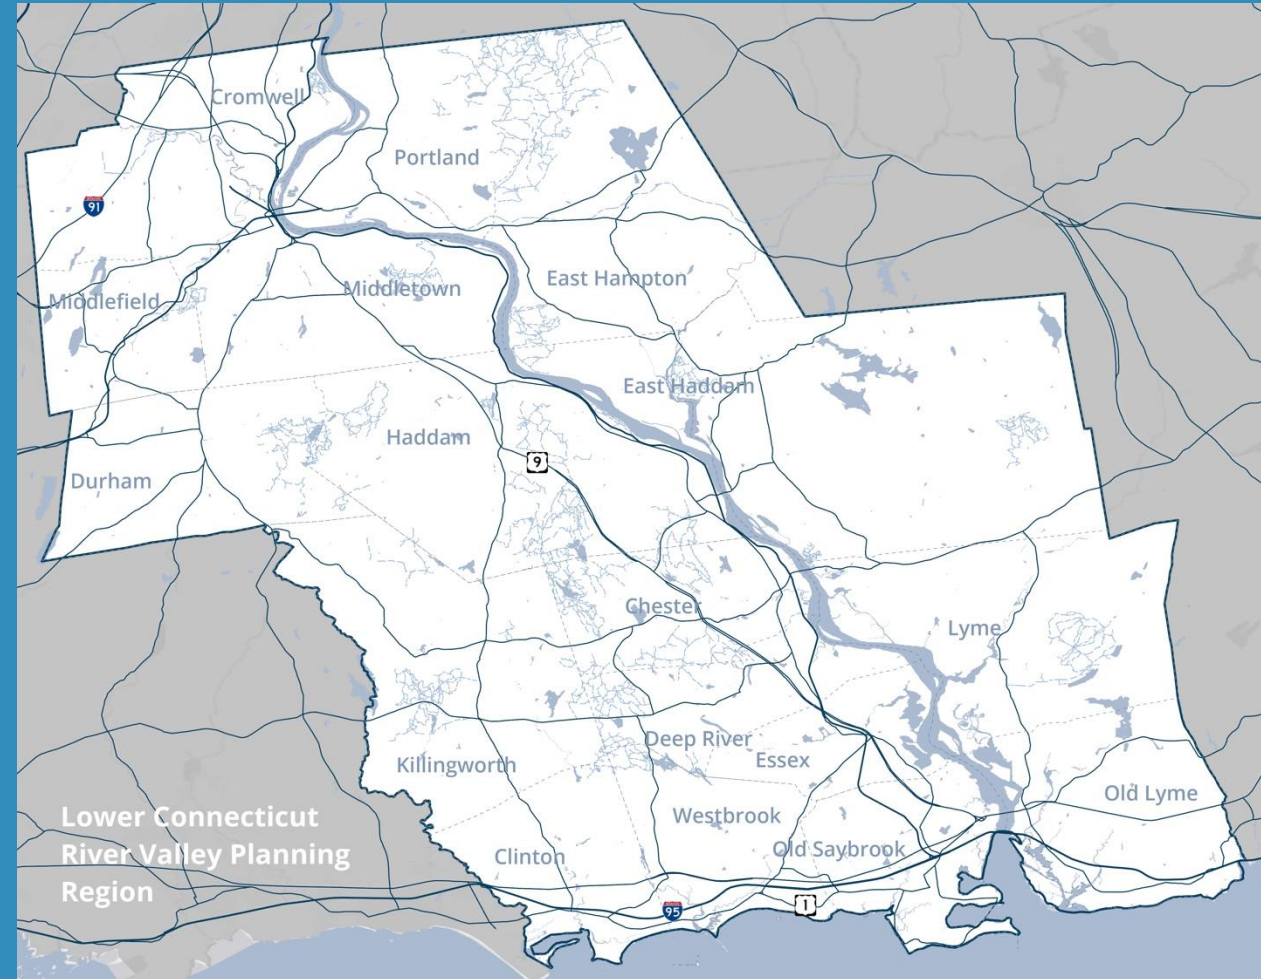 Cromwell
Portland
91
East Hampton
Middletown
Middlefield
East Haddam
Haddam
9
Durham
Chester
Lyme
Deep River
Essex
Killingworth
Old Lyme
Westbrook
Lower Connecticut
River Valley Planning
Region
Old Saybrook
Clinton
1
95